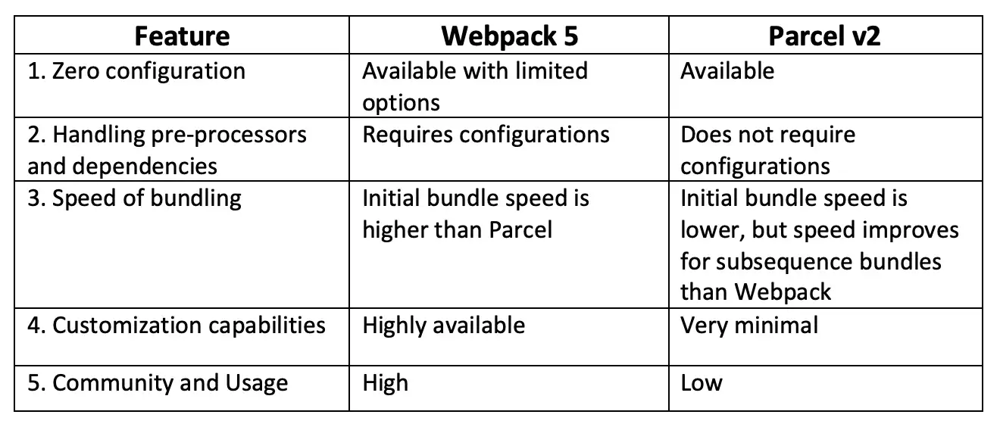 Feature Webpack 5 Parcel v2
1. Zero configuration
Available with limited
options
Available
2. Handling pre-processors
and dependencies
Requires configurations
Does not require
configurations
3. Speed of bundling
Initial bundle speed is
higher than Parcel
Initial bundle speed is
lower, but speed improves
for subsequence bundles
than Webpack
4. Customization capabilities
Highly available
Very minimal
5. Community and Usage
High
Low